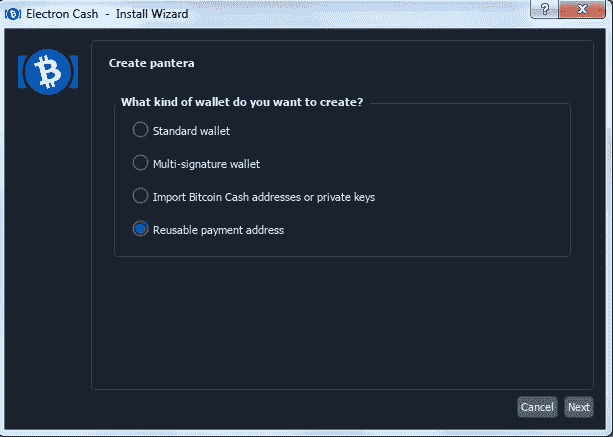 Electron Cash - Install Wizard
Create pantera
What kind of wallet do you want to create?
Standard wallet
Multi-signature wallet
Import Bitcoin Cash addresses or private keys
Reusable payment address
Cancel
Next